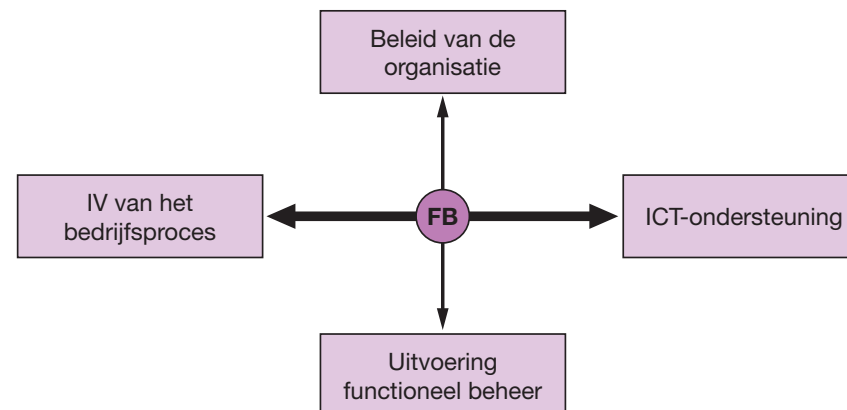 Beleid van de
organisatie
IV van het
bedrijfsproces
FB
ICT-ondersteuning
Uitvoering
functioneel beheer